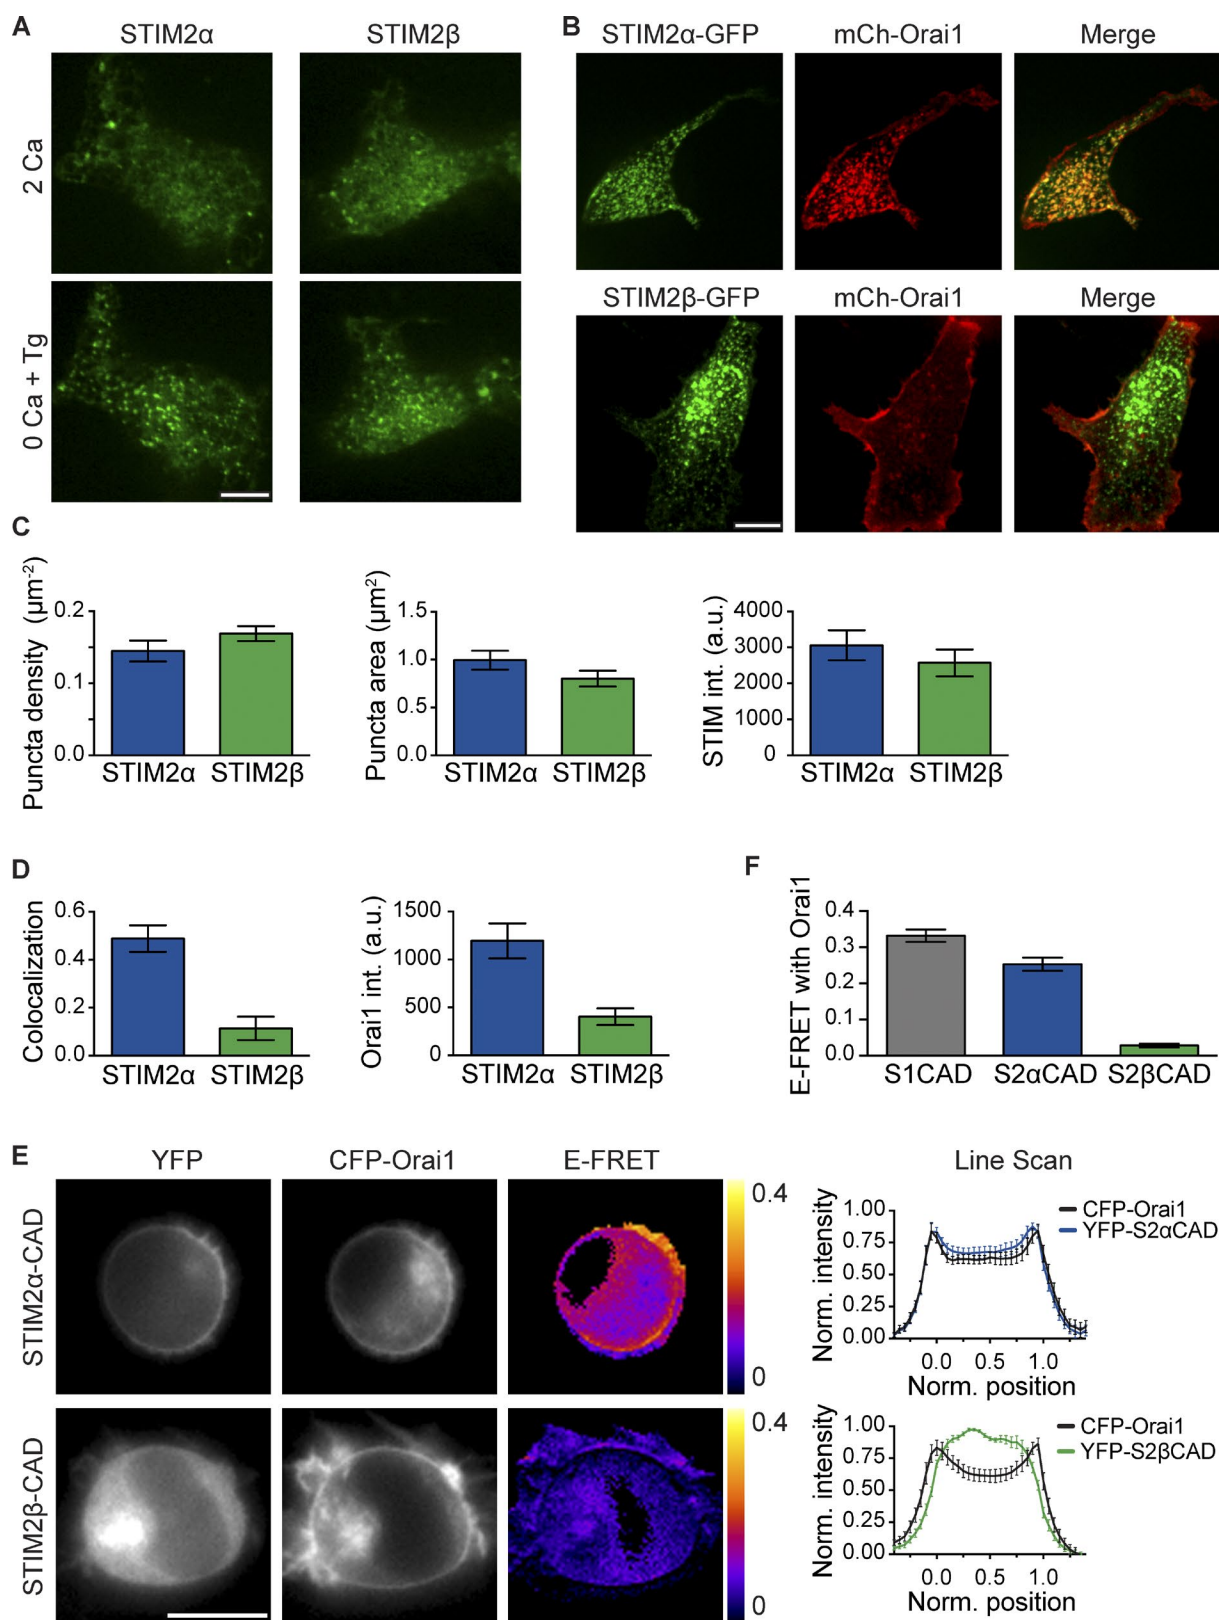 A
STIM2α
STIM2β
2 Ca
0 Ca + Tg
B
STIM2α-GFP
mCh-Orai1
Merge
STIM2β-GFP
mCh-Orai1
Merge
C
Puncta density (μm-2)
0.2
0.1
0.0
STIM2α
STIM2β
Puncta area (μm2)
1.5
1.0
0.5
0.0
STIM2α
STIM2β
STIM int. (a.u.)
4000
3000
2000
1000
0
STIM2α
STIM2β
D
Colocalization
0.6
0.4
0.2
0.0
STIM2α
STIM2β
Orai1 int. (a.u.)
1500
1000
500
0
STIM2α
STIM2β
F
E-FRET with Orai1
0.4
0.3
0.2
0.1
0.0
S1CAD
S2αCAD
S2βCAD
E
YFP
CFP-Orai1
E-FRET
Line Scan
STIM2α-CAD
0.4
0
Norm. intensity
1.00
0.75
0.50
0.25
0.00
CFP-Orai1
YFP-S2αCAD
0.0
0.5
1.0
Norm. position
STIM2β-CAD
0.4
0
Norm. intensity
1.00
0.75
0.50
0.25
0.00
CFP-Orai1
YFP-S2βCAD
0.0
0.5
1.0
Norm. position